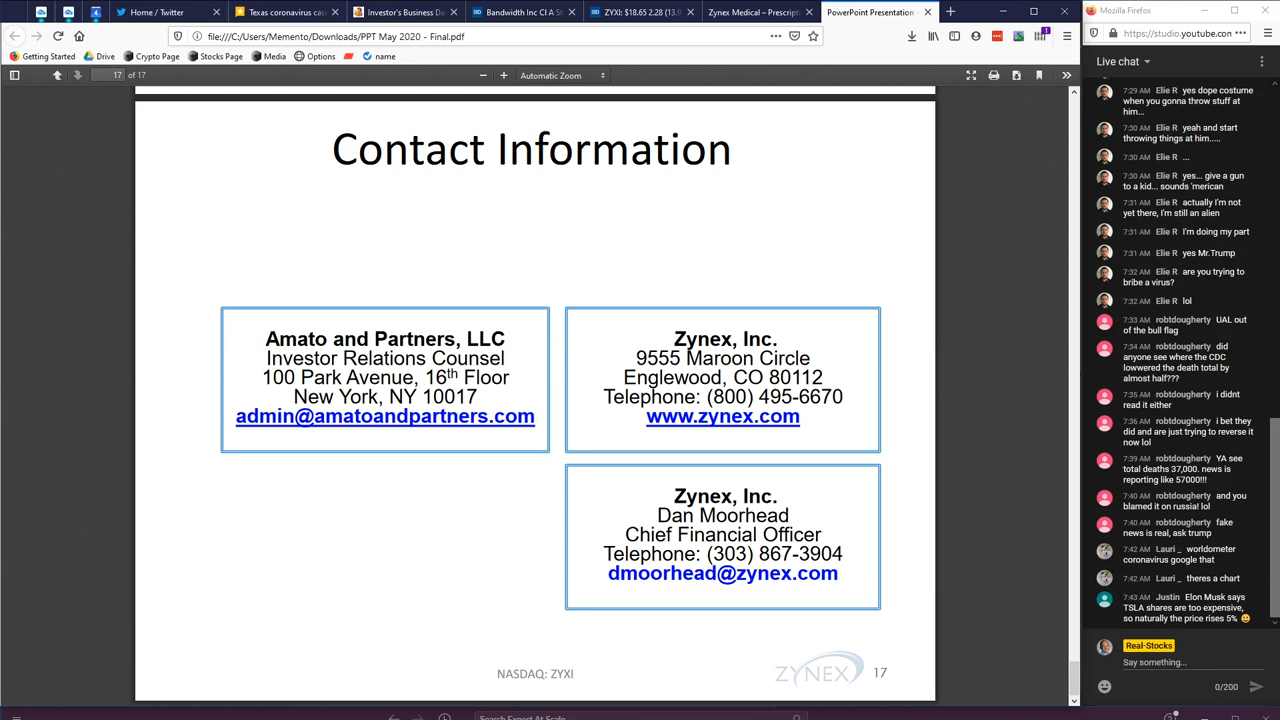 Home / Twitter
Texas coronavirus cas
Investor's Business Da
Bandwidth Inc Cl A S
ZYXI: $18.65 2.28 (13.9
Zynex Medical – Prescript
PowerPoint Presentation
file:///C:/Users/Memento/Downloads/PPT May 2020 - Final.pdf
Getting Started
Drive
Crypto Page
Stocks Page
Media
Options
name
17 of 17
Automatic Zoom
Contact Information
Amato and Partners, LLC
Investor Relations Counsel
100 Park Avenue, 16th Floor
New York, NY 10017
admin@amatoandpartners.com
Zynex, Inc.
9555 Maroon Circle
Englewood, CO 80112
Telephone: (800) 495-6670
www.zynex.com
Zynex, Inc.
Dan Moorhead
Chief Financial Officer
Telephone: (303) 867-3904
dmoorhead@zynex.com
NASDAQ: ZYXI
ZYNEX
17
Mozilla Firefox
https://studio.youtube.con
Live chat
7:29 AM Elie R yes dope costume
when you gonna throw stuff at
him...
7:30 AM Elie R yeah and start
throwing things at him.....
7:30 AM Elie R ...
7:30 AM Elie R yes... give a gun
to a kid... sounds 'merican
7:31 AM Elie R actually I'm not
yet there, I'm still an alien
7:31 AM Elie R I'm doing my part
7:31 AM Elie R yes Mr.Trump
7:32 AM Elie R are you trying to
bribe a virus?
7:32 AM Elie R lol
7:33 AM robtdougherty UAL out
of the bull flag
7:34 AM robtdougherty did
anyone see where the CDC
lowwered the death total by
almost half???
7:35 AM robtdougherty i didnt
read it either
7:36 AM robtdougherty i bet they
did and are just trying to reverse it
now lol
7:39 AM robtdougherty YA see
total deaths 37,000. news is
reporting like 57000!!!
7:40 AM robtdougherty and you
blamed it on russia! lol
7:40 AM robtdougherty fake
news is real, ask trump
7:42 AM Lauri _ worldometer
coronavirus google that
7:42 AM Lauri _ theres a chart
7:43 AM Justin Elon Musk says
TSLA shares are too expensive,
so naturally the price rises 5% 😆
Real-Stocks
Say something...
0/200